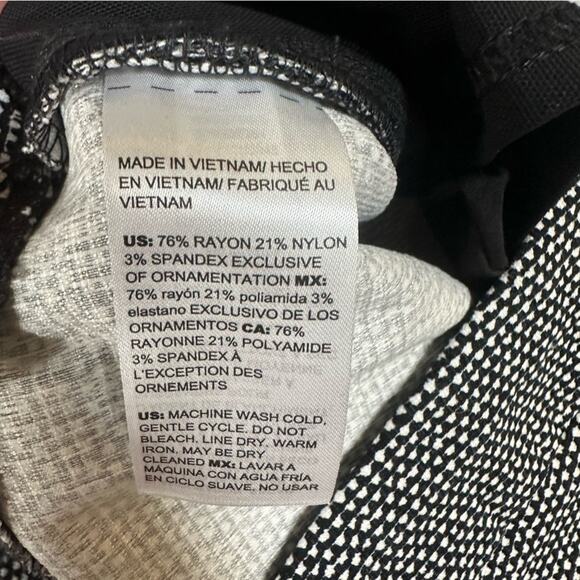 MADE IN VIETNAM/ HECHO
EN VIETNAM/ FABRIQUÉ AU
VIETNAM
US: 76% RAYON 21% NYLON
3% SPANDEX EXCLUSIVE
OF ORNAMENTATION MX:
76% rayón 21% poliamida 3%
elastano EXCLUSIVO DE LOS
ORNAMENTOS CA: 76%
RAYONNE 21% POLYAMIDE
3% SPANDEX À
L'EXCEPTION DES
ORNEMENTS
US: MACHINE WASH COLD,
GENTLE CYCLE. DO NOT
BLEACH. LINE DRY. WARM
IRON. MAY BE DRY
CLEANED MX: LAVAR A
MÁQUINA CON AGUA FRÍA
EN CICLO SUAVE, NO USAR